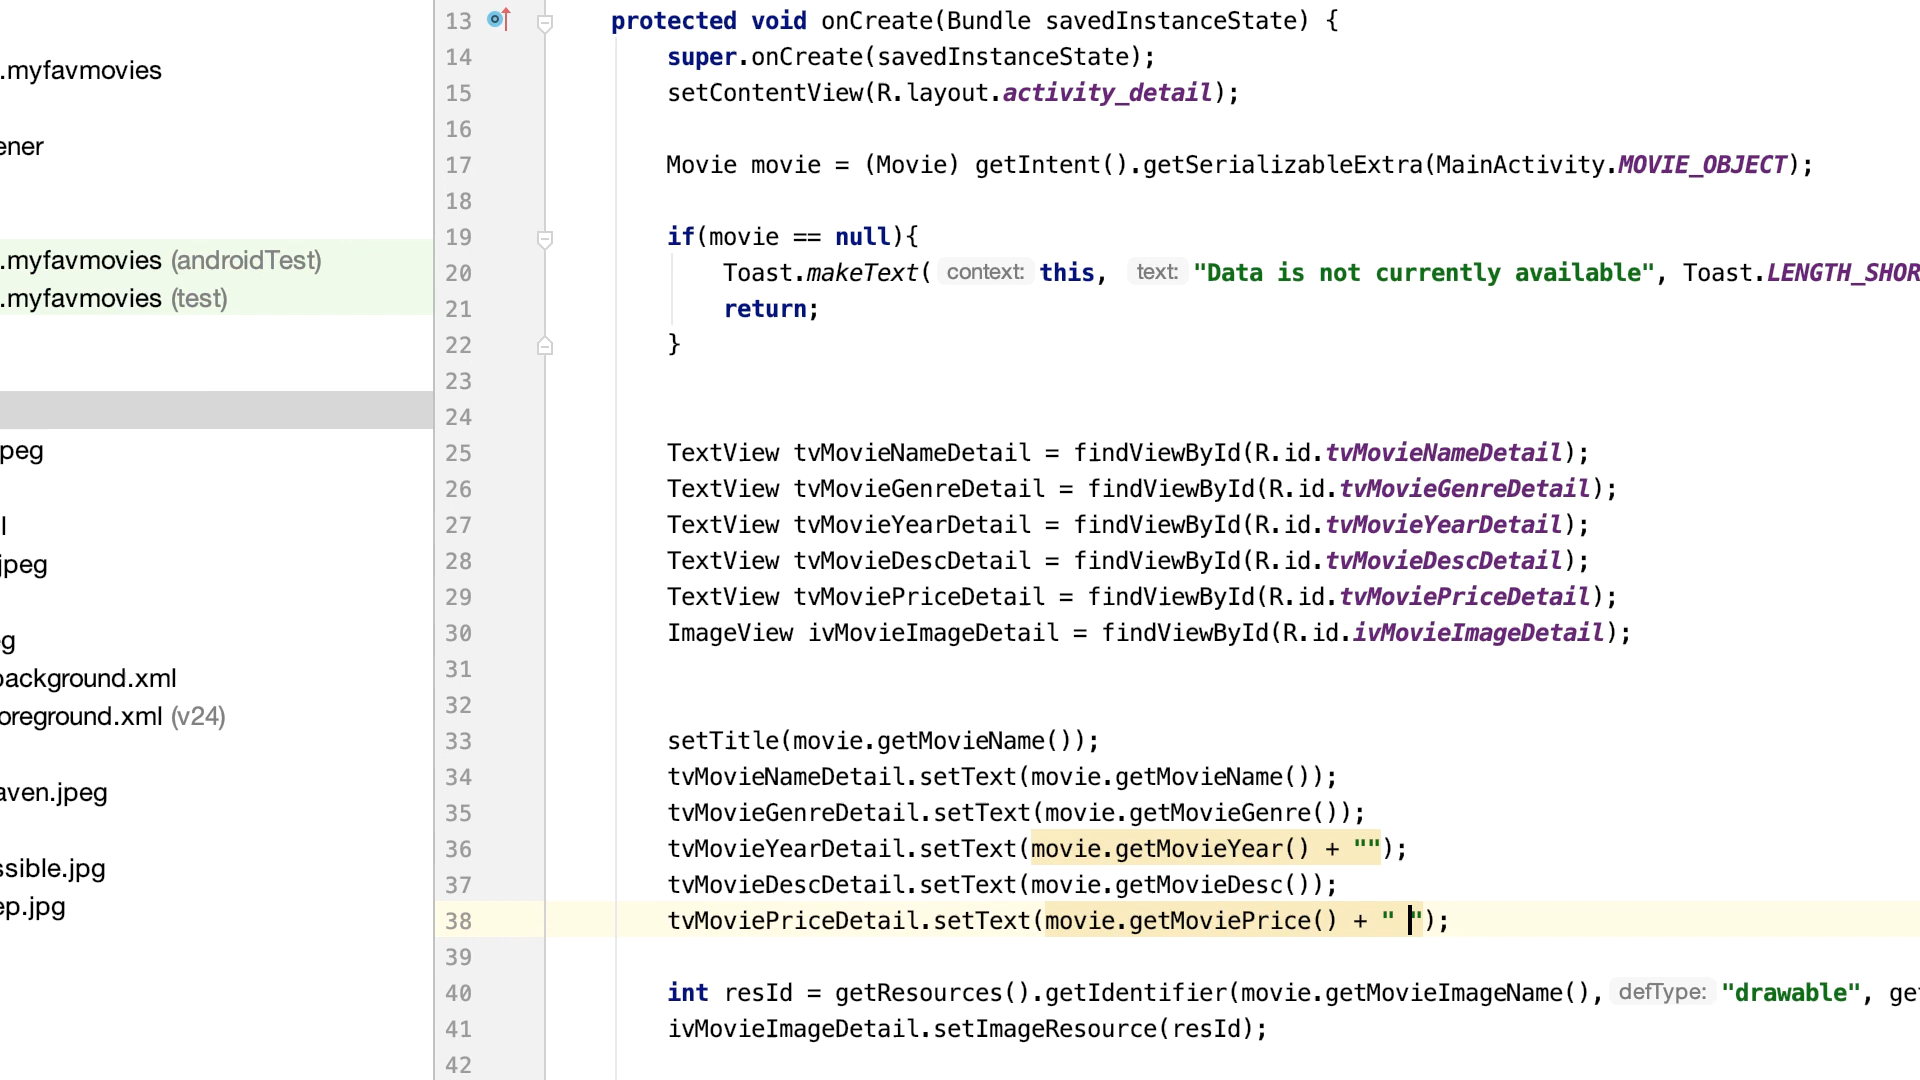 .myfavmovies
ener
.myfavmovies (androidTest)
.myfavmovies (test)
peg
l
jpeg
g
background.xml
oreground.xml (v24)
aven.jpeg
ssible.jpg
ep.jpg
13 protected void onCreate(Bundle savedInstanceState) {
14 super.onCreate(savedInstanceState);
15 setContentView(R.layout.activity_detail);
16
17 Movie movie = (Movie) getIntent().getSerializableExtra(MainActivity.MOVIE_OBJECT);
18
19 if(movie == null){
20 Toast.makeText( context: this, text: "Data is not currently available", Toast.LENGTH_SHOR
21 return;
22 }
23
24
25 TextView tvMovieNameDetail = findViewById(R.id.tvMovieNameDetail);
26 TextView tvMovieGenreDetail = findViewById(R.id.tvMovieGenreDetail);
27 TextView tvMovieYearDetail = findViewById(R.id.tvMovieYearDetail);
28 TextView tvMovieDescDetail = findViewById(R.id.tvMovieDescDetail);
29 TextView tvMoviePriceDetail = findViewById(R.id.tvMoviePriceDetail);
30 ImageView ivMovieImageDetail = findViewById(R.id.ivMovieImageDetail);
31
32
33 setTitle(movie.getMovieName());
34 tvMovieNameDetail.setText(movie.getMovieName());
35 tvMovieGenreDetail.setText(movie.getMovieGenre());
36 tvMovieYearDetail.setText(movie.getMovieYear() + "");
37 tvMovieDescDetail.setText(movie.getMovieDesc());
38 tvMoviePriceDetail.setText(movie.getMoviePrice() + " ");
39
40 int resId = getResources().getIdentifier(movie.getMovieImageName(), defType: "drawable", ge
41 ivMovieImageDetail.setImageResource(resId);
42